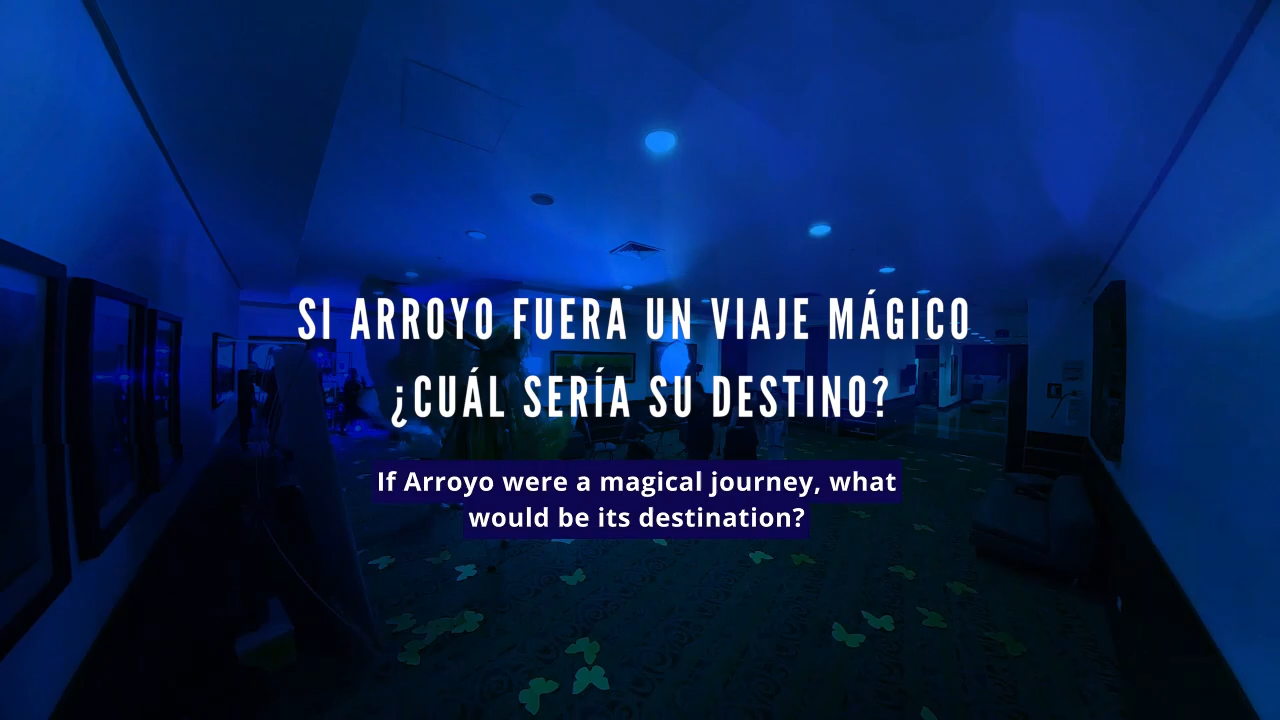 SI ARROYO FUERA UN VIAJE MÁGICO
¿CUÁL SERÍA SU DESTINO?
If Arroyo were a magical journey, what
would be its destination?